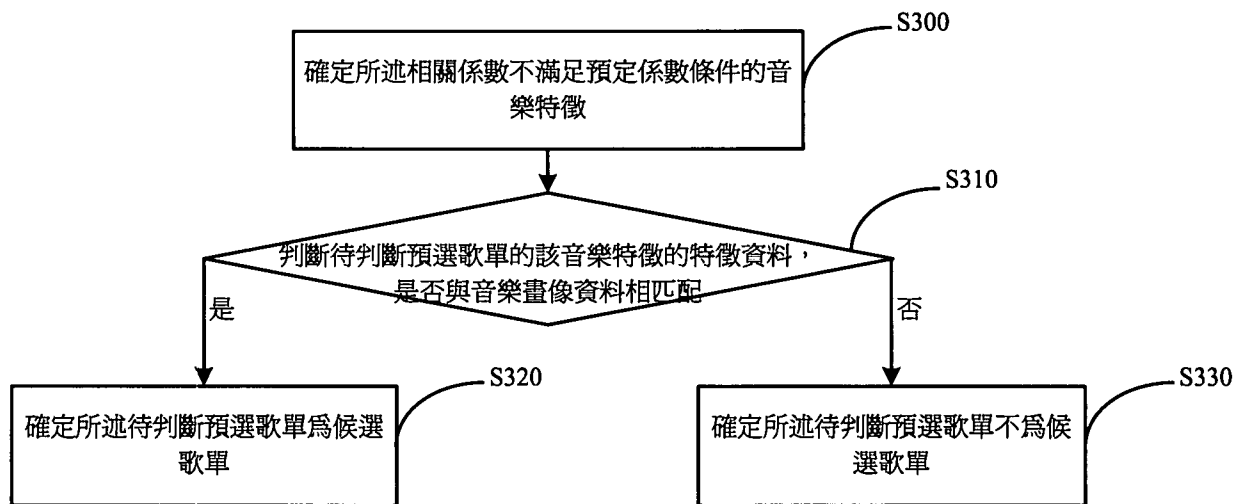 S300
確定所述相關係數不滿足預定係數條件的音
樂特徵
S310
判斷待判斷預選歌單的該音樂特徵的特徵資料，
是否與音樂畫像資料相匹配
是
否
S320
確定所述待判斷預選歌單爲候選
歌單
S330
確定所述待判斷預選歌單不爲候
選歌單